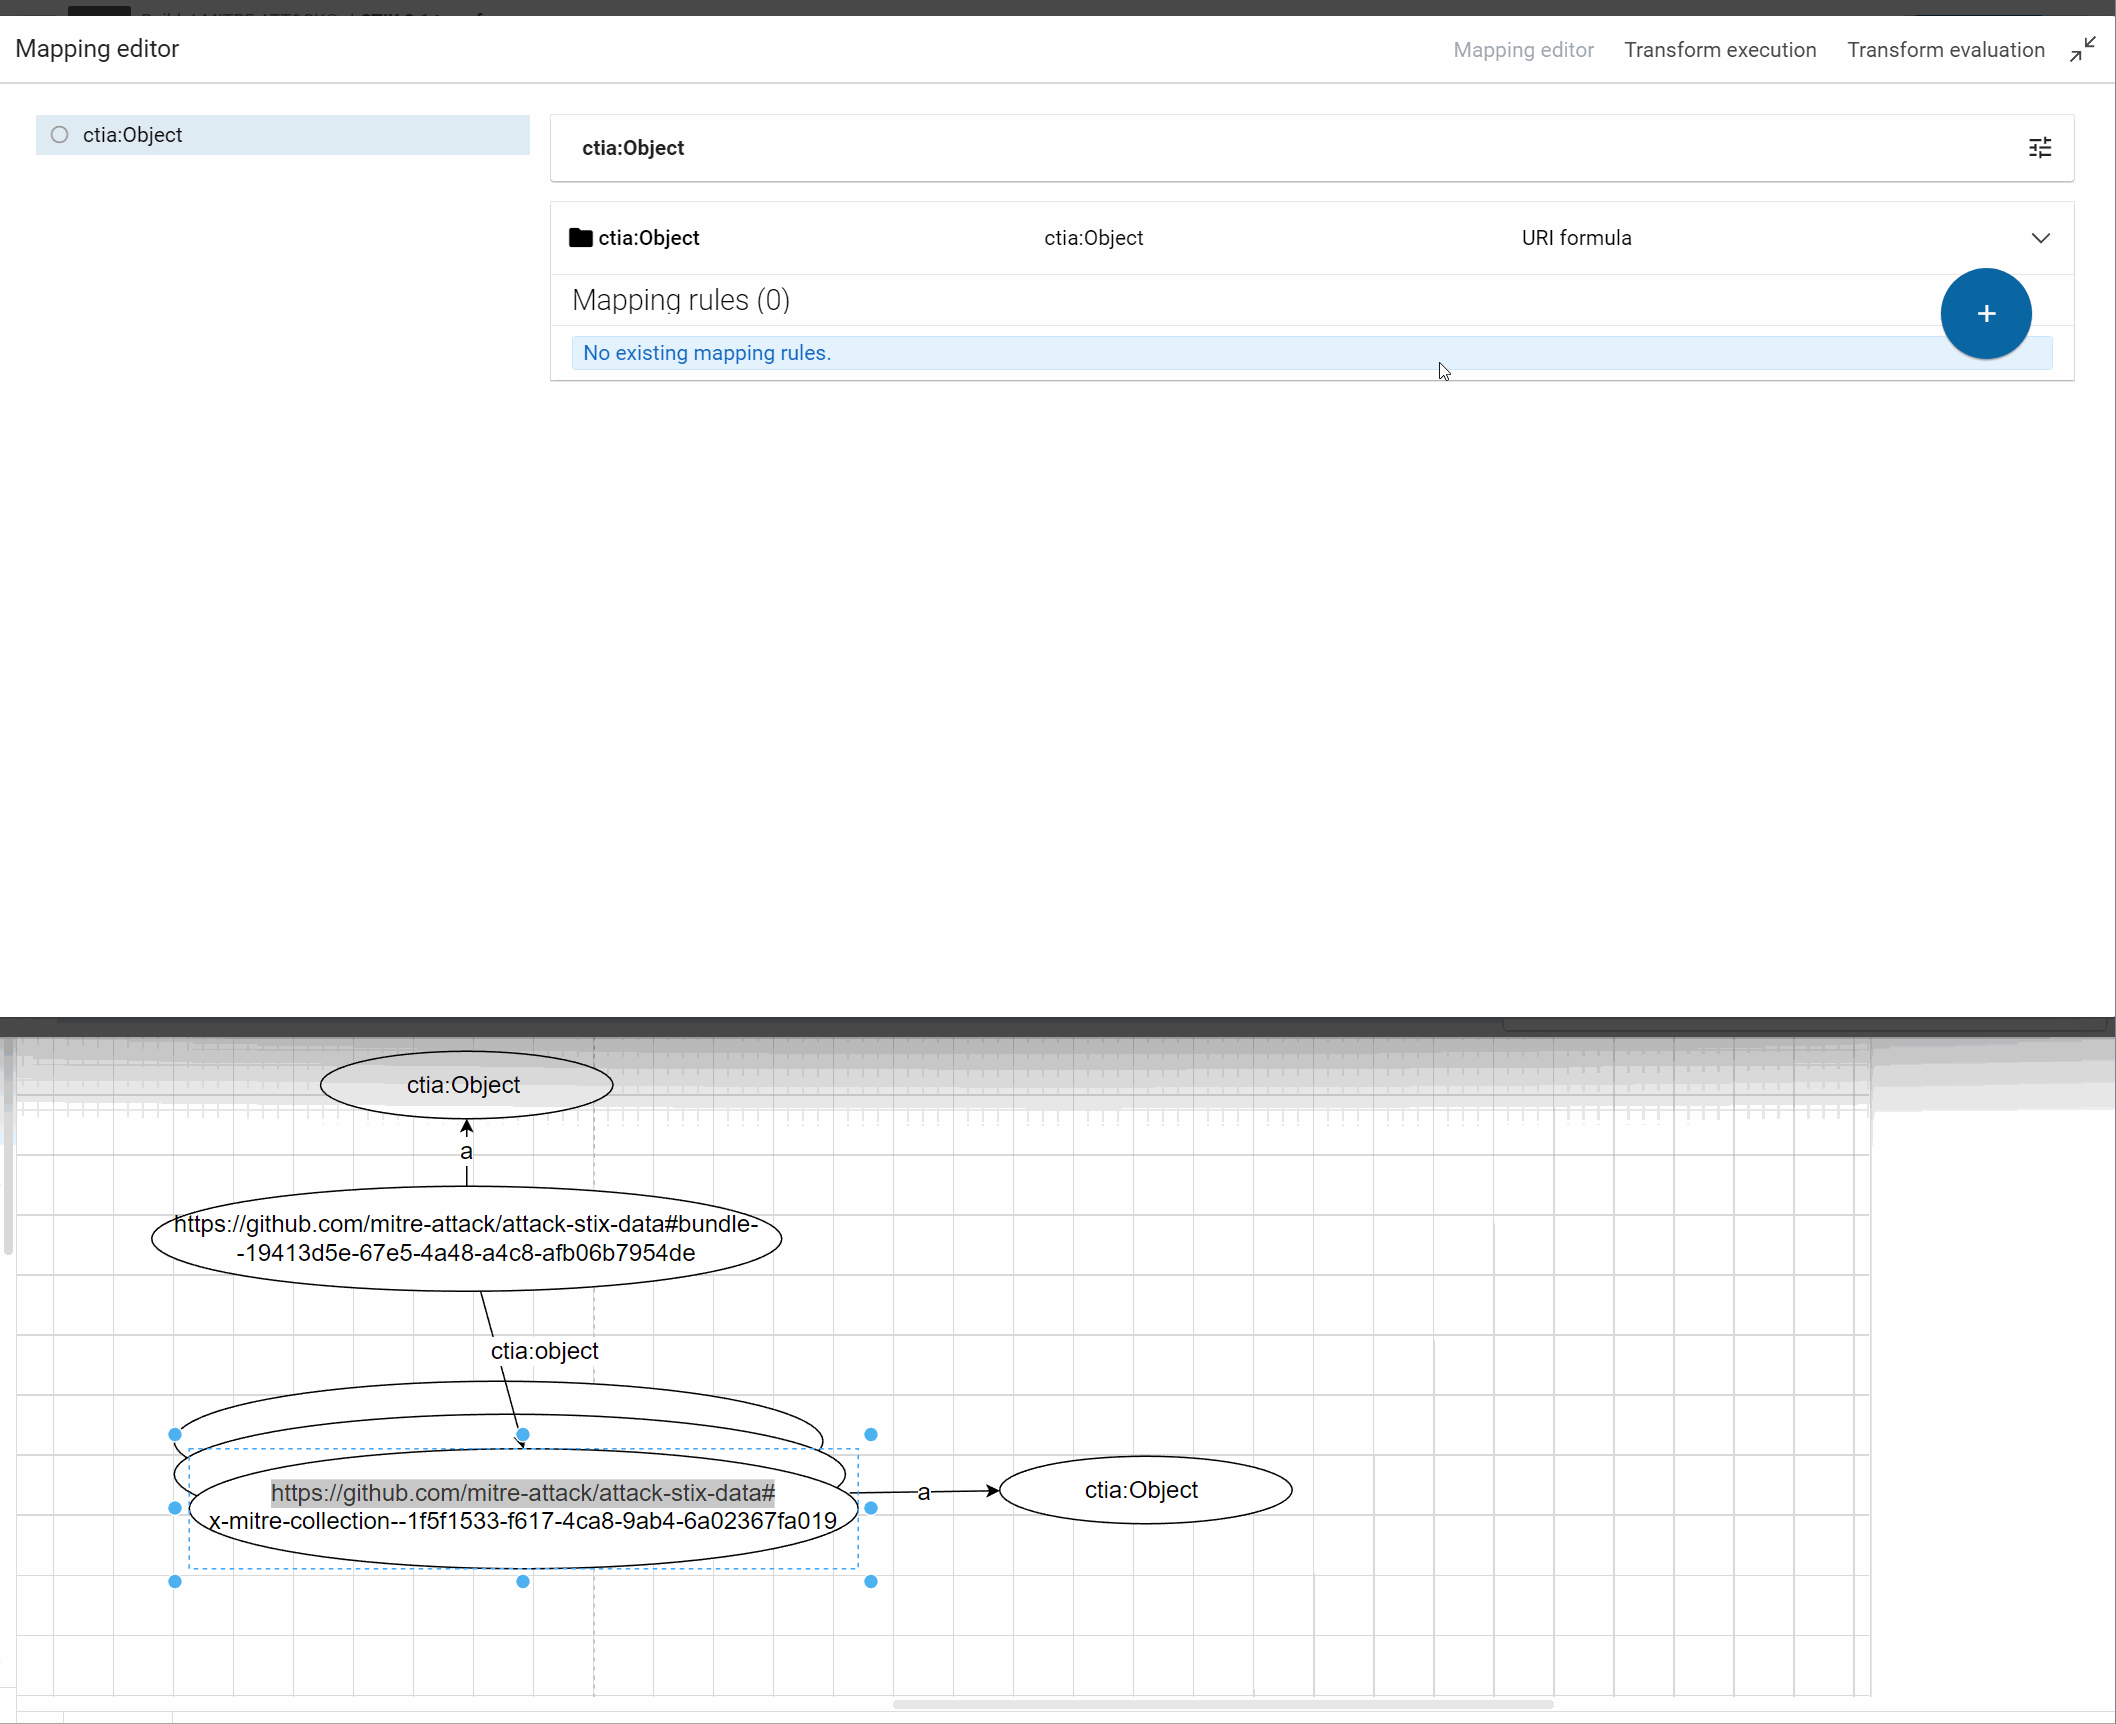 Mapping editor
Mapping editor Transform execution Transform evaluation
ctia:Object
ctia:Object
ctia:Object ctia:Object URI formula
Mapping rules (0)
+
No existing mapping rules.
ctia:Object
a
https://github.com/mitre-attack/attack-stix-data#bundle-
-19413d5e-67e5-4a48-a4c8-afb06b7954de
ctia:object
https://github.com/mitre-attack/attack-stix-data#
x-mitre-collection--1f5f1533-f617-4ca8-9ab4-6a02367fa019
a
ctia:Object